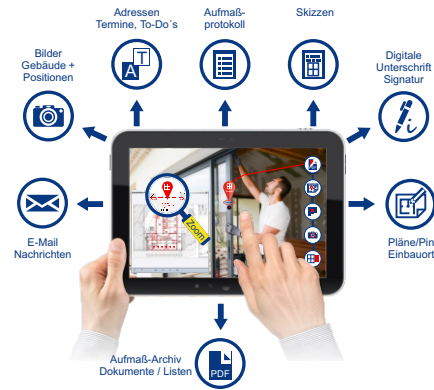 Adressen
Termine, To-Do´s
Aufmaß-
protokoll
Skizzen
Bilder
Gebäude +
Positionen
Digitale
Unterschrift
Signatur
A T
i
Zoom
E-Mail
Nachrichten
Pläne/Pin
Einbauort
Aufmaß-Archiv
Dokumente / Listen
PDF